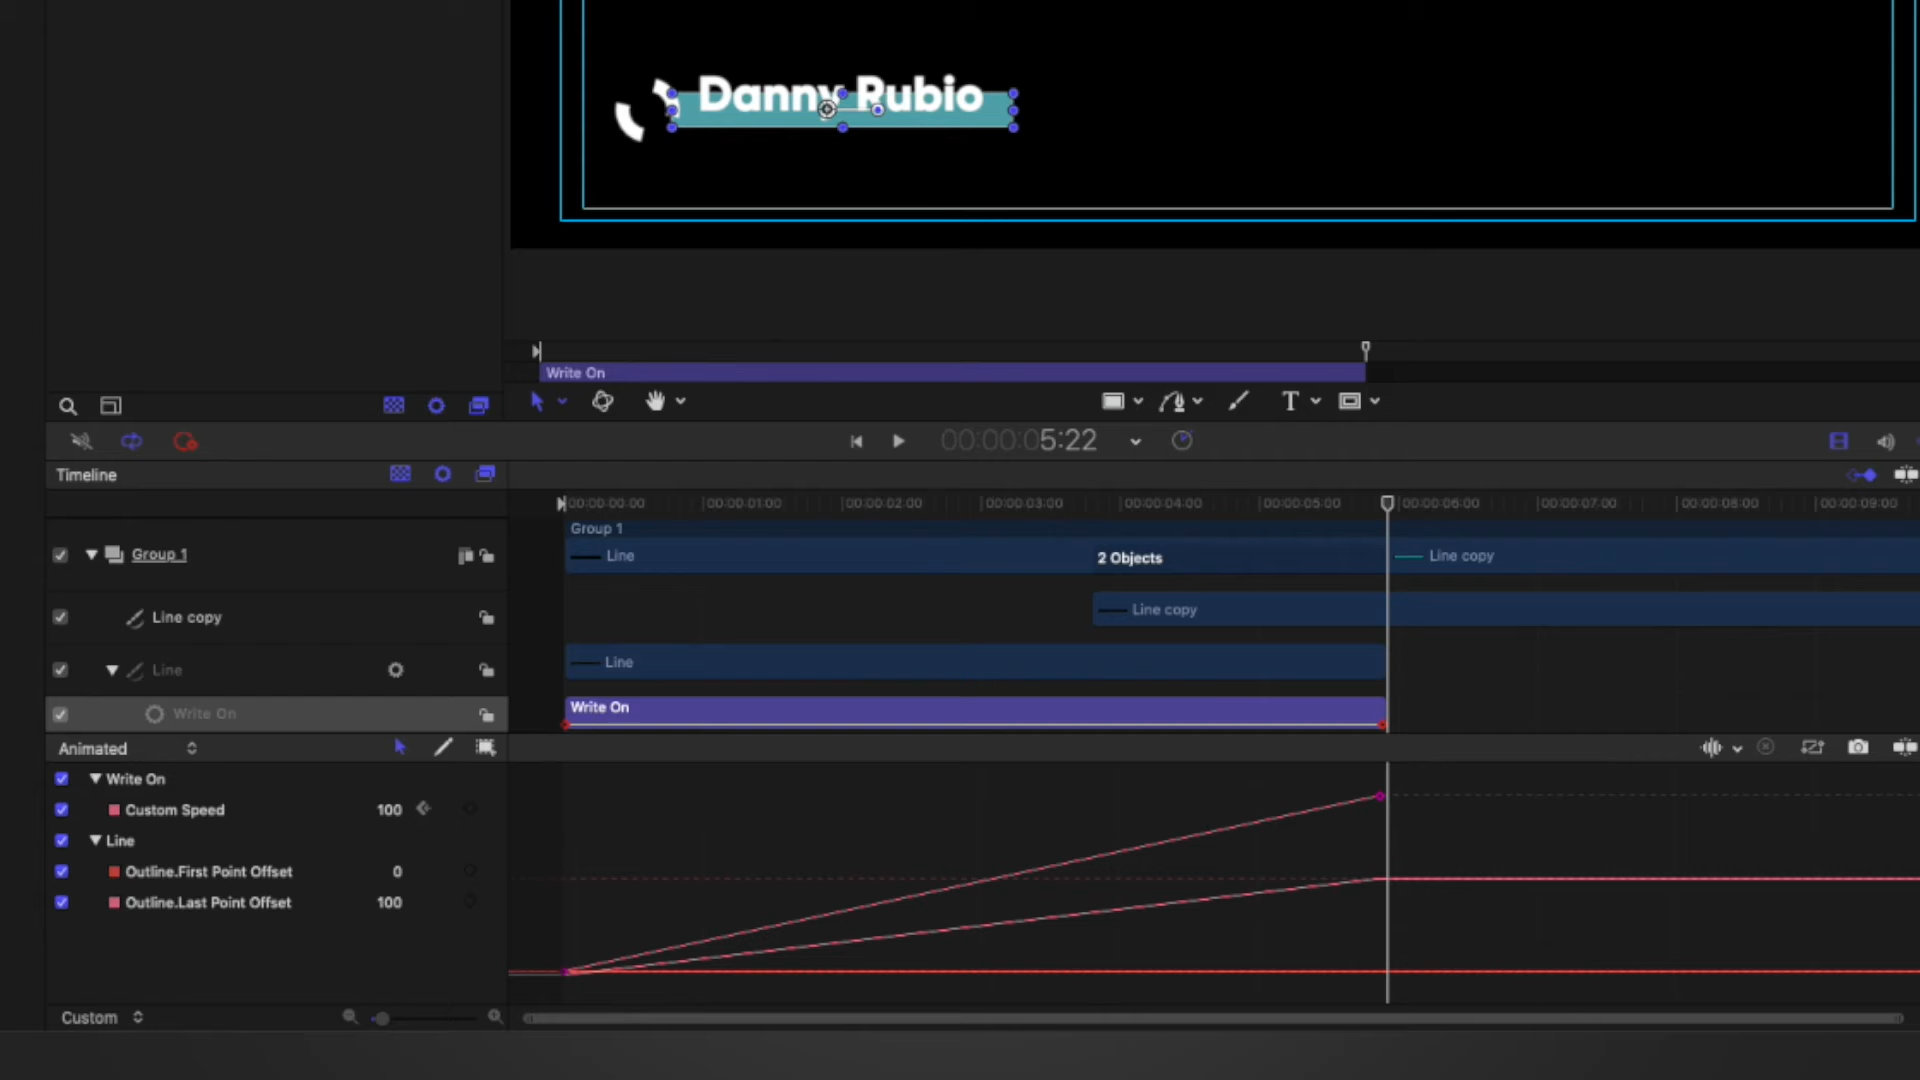 Danny Rubio
Write On
T
00:00:05:22
Timeline
00:00:00:00 00:00:01:00 00:00:02:00 00:00:03:00 00:00:04:00 00:00:05:00 00:00:06:00 00:00:07:00 00:00:08:00 00:00:09:00
Group 1
Group 1 Line 2 Objects Line copy
Line copy Line copy
Line Line
Write On Write On
Animated
Write On
Custom Speed 100
Line
Outline.First Point Offset 0
Outline.Last Point Offset 100
Custom